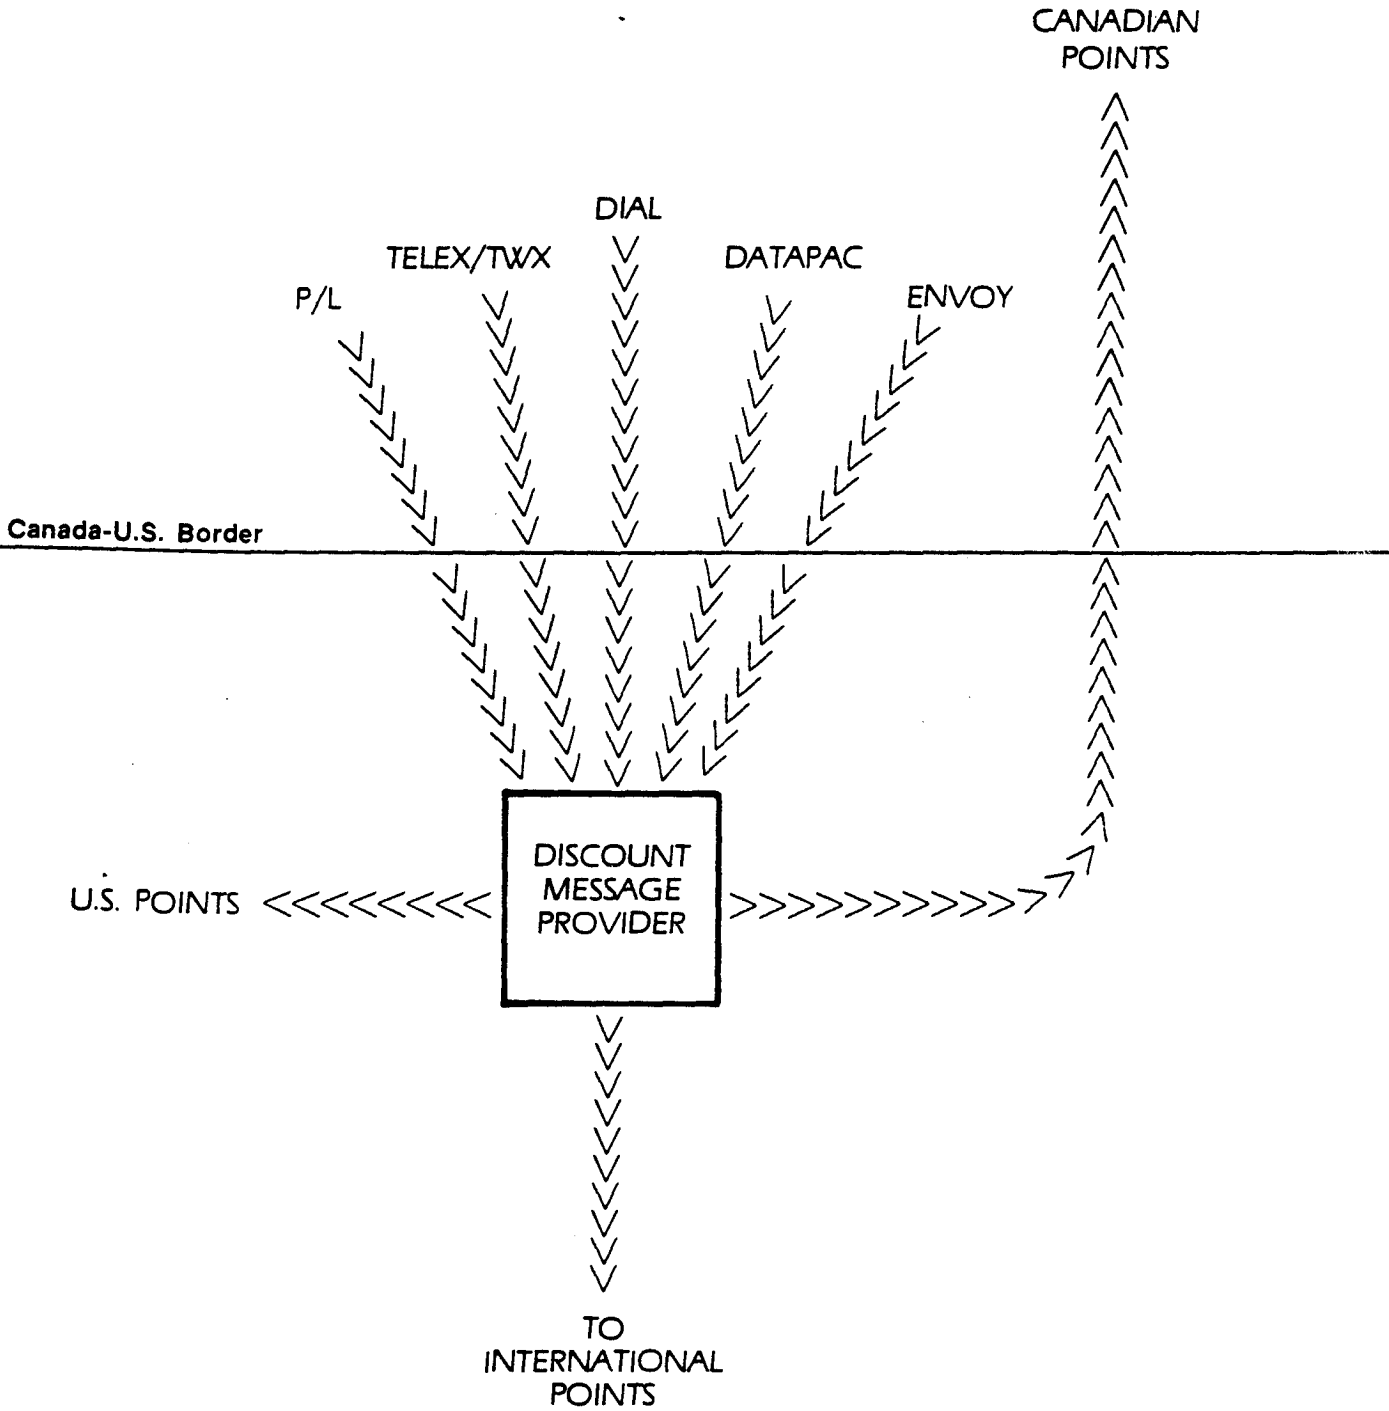 CANADIAN
POINTS
DIAL
TELEX/TWX
DATAPAC
P/L
ENVOY
Canada-U.S. Border
DISCOUNT
MESSAGE
PROVIDER
U.S. POINTS
TO
INTERNATIONAL
POINTS